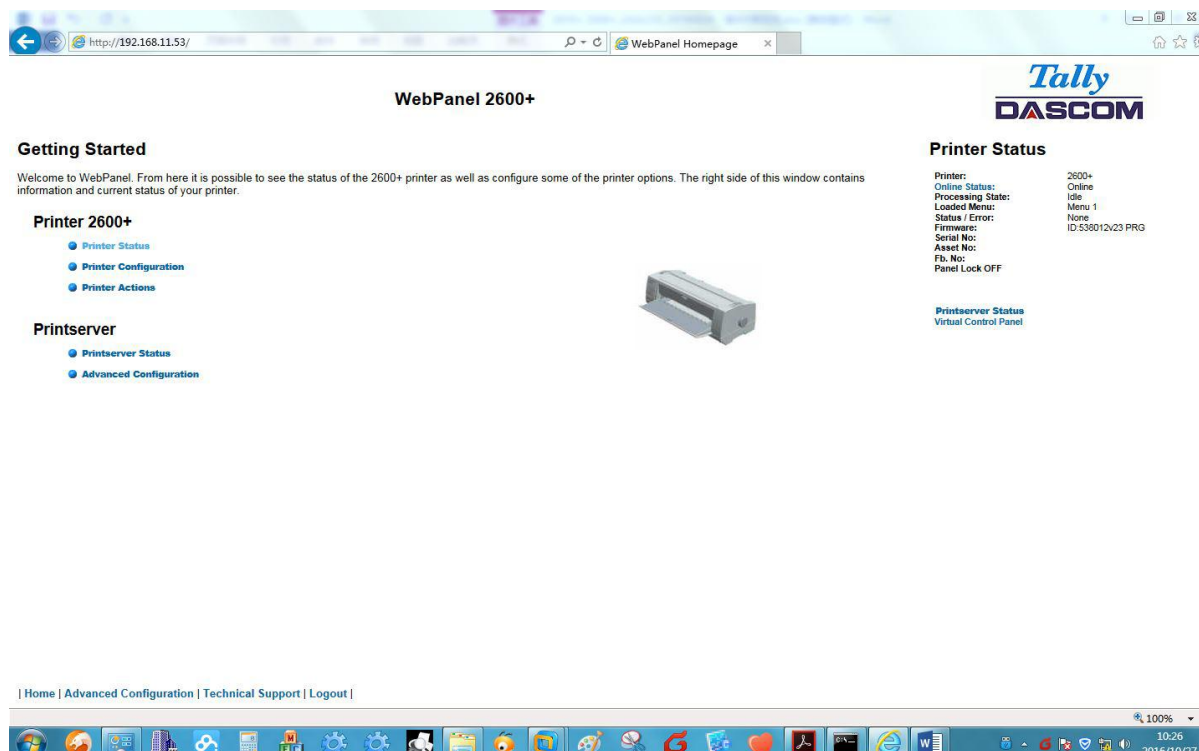 http://192.168.11.53/
WebPanel Homepage
Tally
DASCOM
WebPanel 2600+
Getting Started
Welcome to WebPanel. From here it is possible to see the status of the 2600+ printer as well as configure some of the printer options. The right side of this window contains
information and current status of your printer.
Printer 2600+
Printer Status
Printer Configuration
Printer Actions
Printserver
Printserver Status
Advanced Configuration
Printer Status
Printer: 2600+
Online Status: Online
Processing State: Idle
Loaded Menu: Menu 1
Status / Error: None
Firmware: ID:538012v23 PRG
Serial No:
Asset No:
Fb. No:
Panel Lock OFF
Printserver Status
Virtual Control Panel
| Home | Advanced Configuration | Technical Support | Logout |
100%
10:26